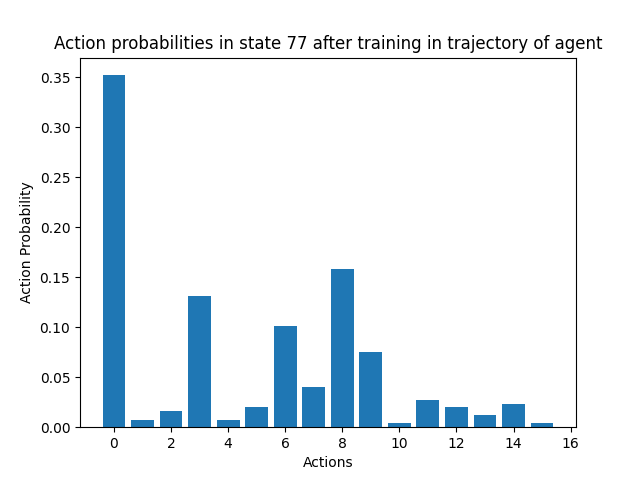 Action probabilities in state 77 after training in trajectory of agent
Action Probability
0.35
0.30
0.25
0.20
0.15
0.10
0.05
0.00
0 2 4 6 8 10 12 14 16
Actions